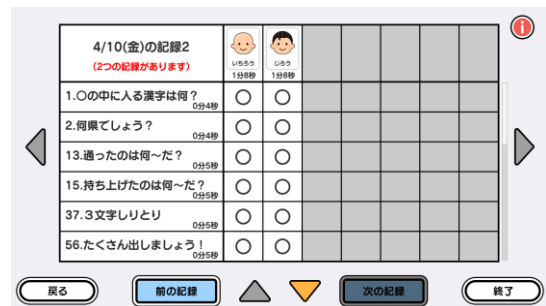 4/10(金)の記録2
(2つの記録があります)
いちろう
じろう
1分8秒
1分8秒
1.〇の中に入る漢字は何？
0分4秒
2.何県でしょう？
0分4秒
13.通ったのは何〜だ？
0分5秒
15.持ち上げたのは何〜だ？
0分5秒
37.3文字しりとり
0分5秒
56.たくさん出しましょう！
0分5秒
戻る
前の記録
次の記録
終了